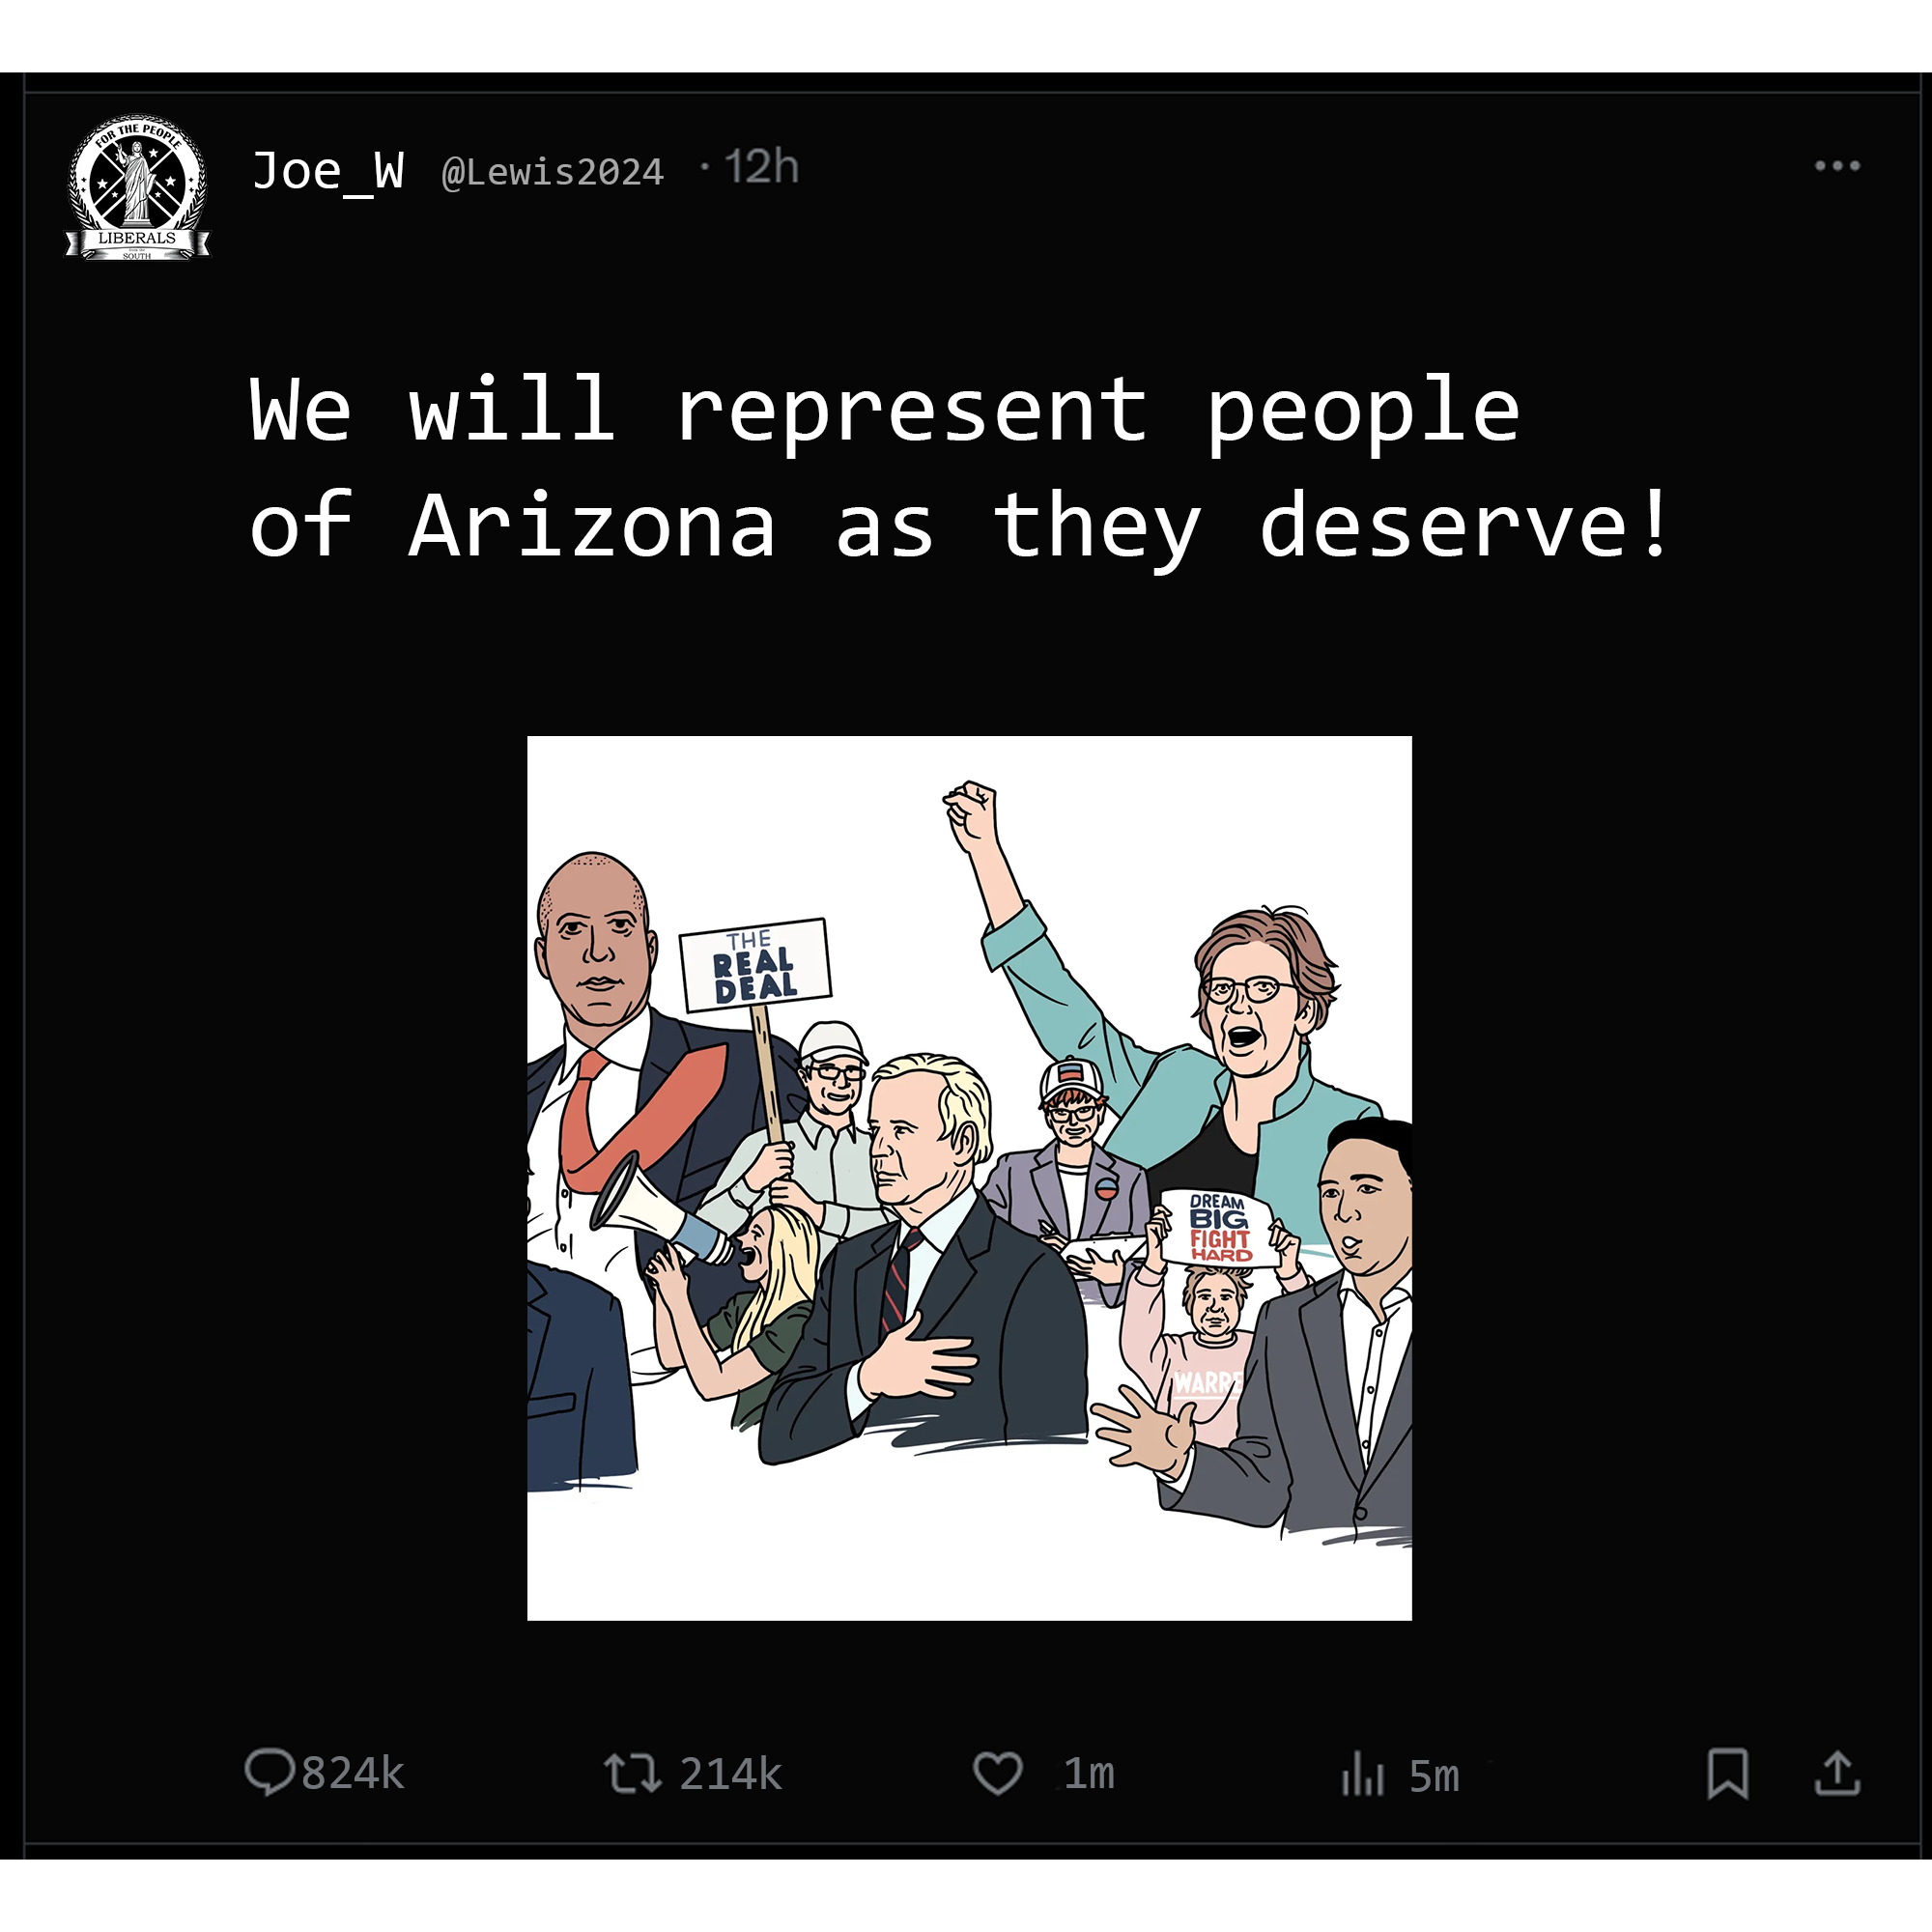 FOR THE PEOPLE
LIBERALS
from the
SOUTH
Joe_W @Lewis2024 · 12h
We will represent people
of Arizona as they deserve!
THE
REAL
DEAL
DREAM
BIG
FIGHT
HARD
WARRE
824k 214k 1m 5m